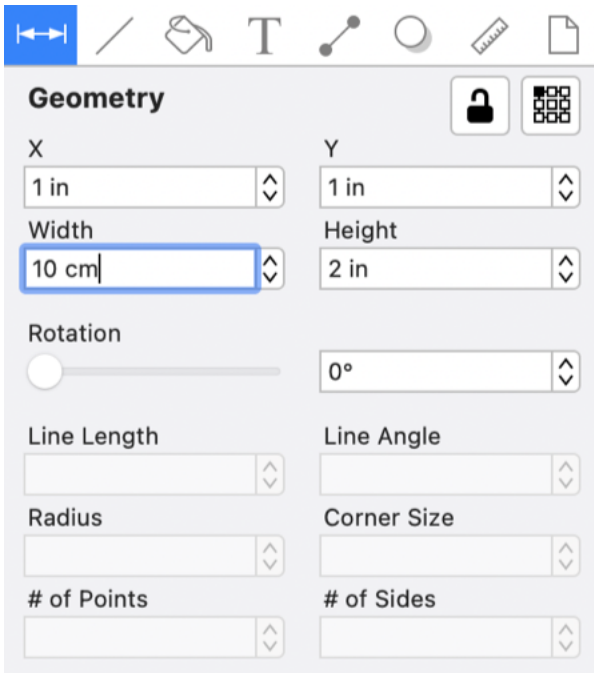 T
Geometry
X Y
1 in 1 in
Width Height
10 cm 2 in
Rotation
0°
Line Length Line Angle
Radius Corner Size
# of Points # of Sides